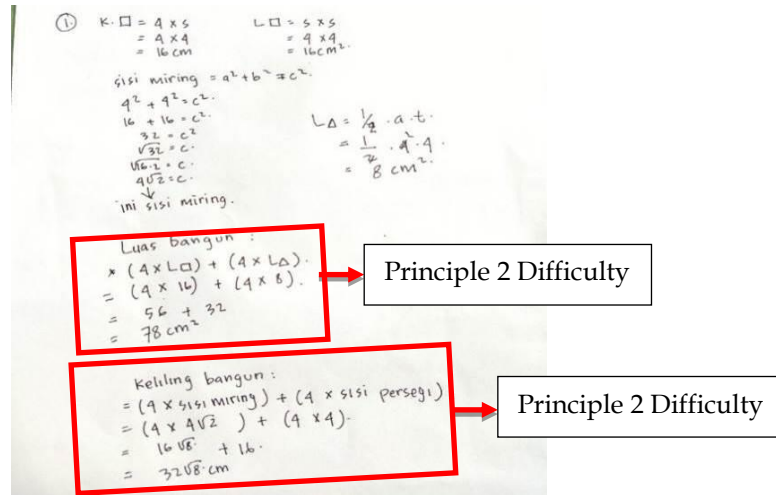 1.
K. □ = 4 x s
= 4 x 4
= 16 cm
L □ = s x s
= 4 x 4
= 16 cm².
sisi miring = a² + b² = c².
4² + 4² = c².
16 + 16 = c².
32 = c²
√32 = c.
√16.2 = c.
4√2 = c.
↓
ini sisi miring.
L△ = 1/2 . a . t.
= 1/2 . 4² . 4 .
= 8 cm².
Luas bangun :
* (4 x L□) + (4 x L△).
= (4 x 16) + (4 x 8).
= 56 + 32
= 78 cm²
Principle 2 Difficulty
Keliling bangun :
= (4 x sisi miring) + (4 x sisi persegi)
= (4 x 4√2 ) + (4 x 4).
= 16√8. + 16.
= 32√8. cm
Principle 2 Difficulty